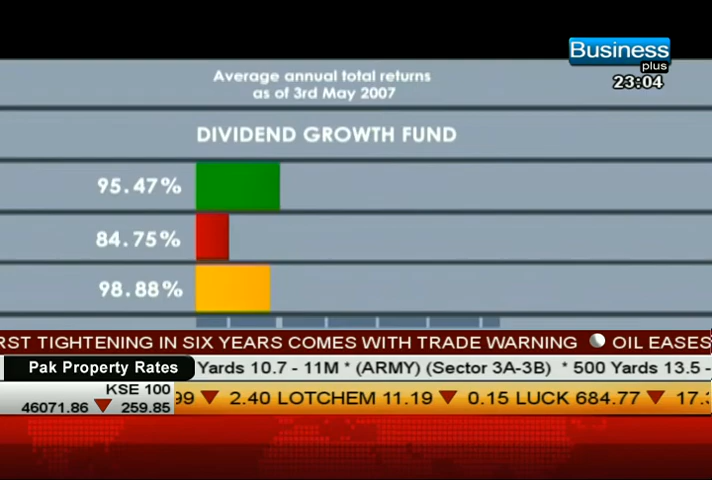 Business
plus
23:04
Average annual total returns
as of 3rd May 2007
DIVIDEND GROWTH FUND
95.47%
84.75%
98.88%
RST TIGHTENING IN SIX YEARS COMES WITH TRADE WARNING OIL EASES
Pak Property Rates
Yards 10.7 - 11M * (ARMY) (Sector 3A-3B) * 500 Yards 13.5 -
KSE 100
46071.86 259.85
99 2.40 LOTCHEM 11.19 0.15 LUCK 684.77 17.